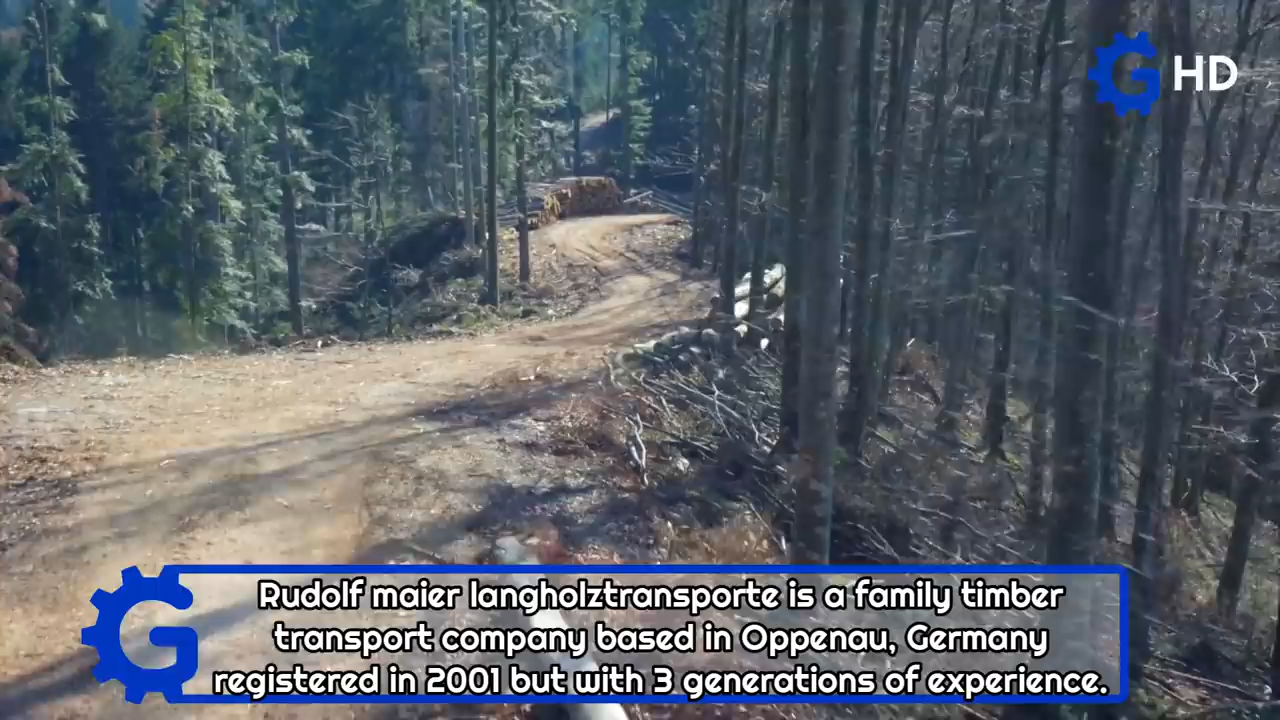 G HD
Rudolf maier langholztransporte is a family timber
transport company based in Oppenau, Germany
registered in 2001 but with 3 generations of experience.
G